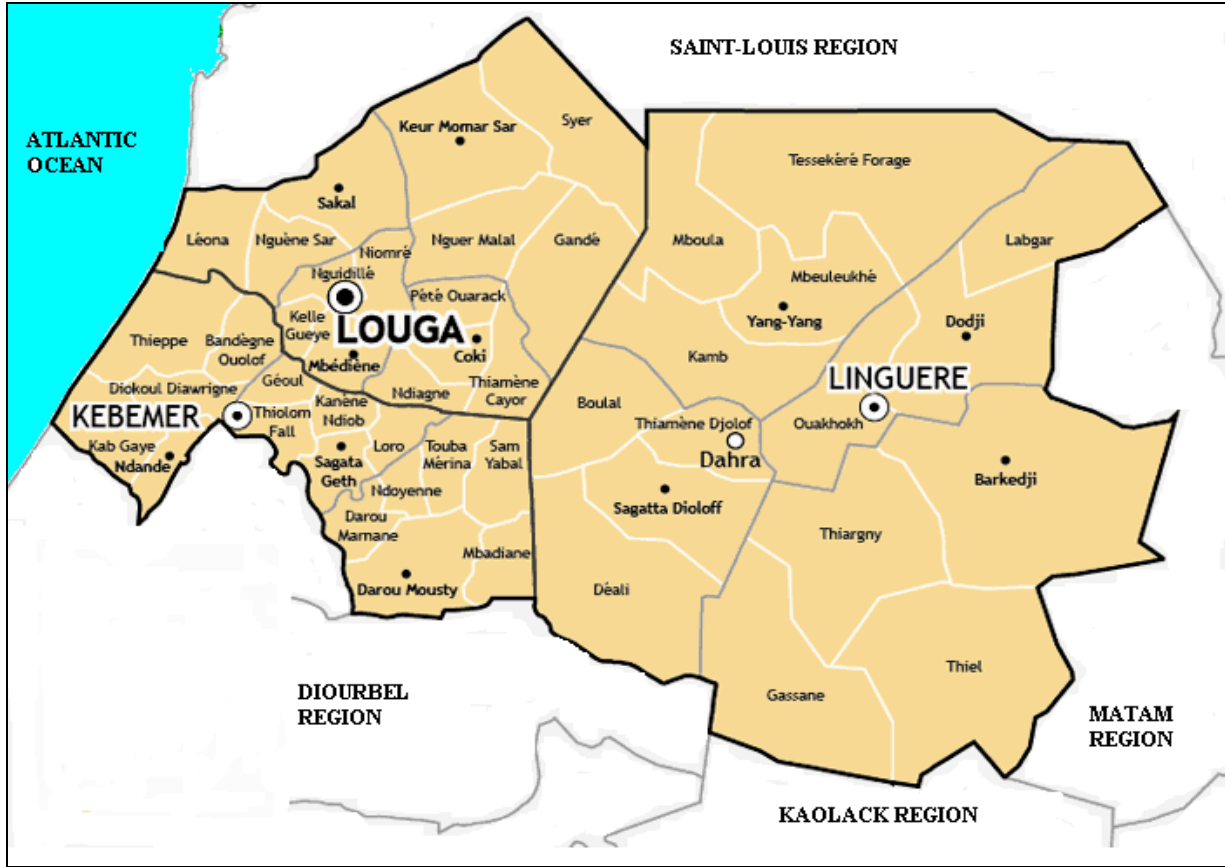 SAINT-LOUIS REGION
ATLANTIC
OCEAN
Keur Momar Sar
Syer
Tessekéré Forage
Sakal
Léona
Nguène Sar
Niomré
Nguer Malal
Gandé
Mboula
Labgar
Nguidillé
Mbeuleukhé
Pété Ouarack
Kelle
Gueye
LOUGA
Yang-Yang
Dodji
Thieppe
Bandègne
Ouolof
Mbédiène
Coki
Kamb
LINGUERE
Diokoul Diawrigne
Géoul
Ndiagne
Thiamène
Cayor
Boulal
KEBEMER
Thiolom
Fall
Kanène
Ndiob
Thiamène Djolof
Ouakhokh
Kab Gaye
Ndande
Sagata
Geth
Loro
Touba
Mérina
Sam
Yabal
Dahra
Barkedji
Ndoyenne
Sagatta Dioloff
Darou
Marnane
Thiargny
Mbadiane
Darou Mousty
Déali
Thiel
DIOURBEL
REGION
Gassane
MATAM
REGION
KAOLACK REGION